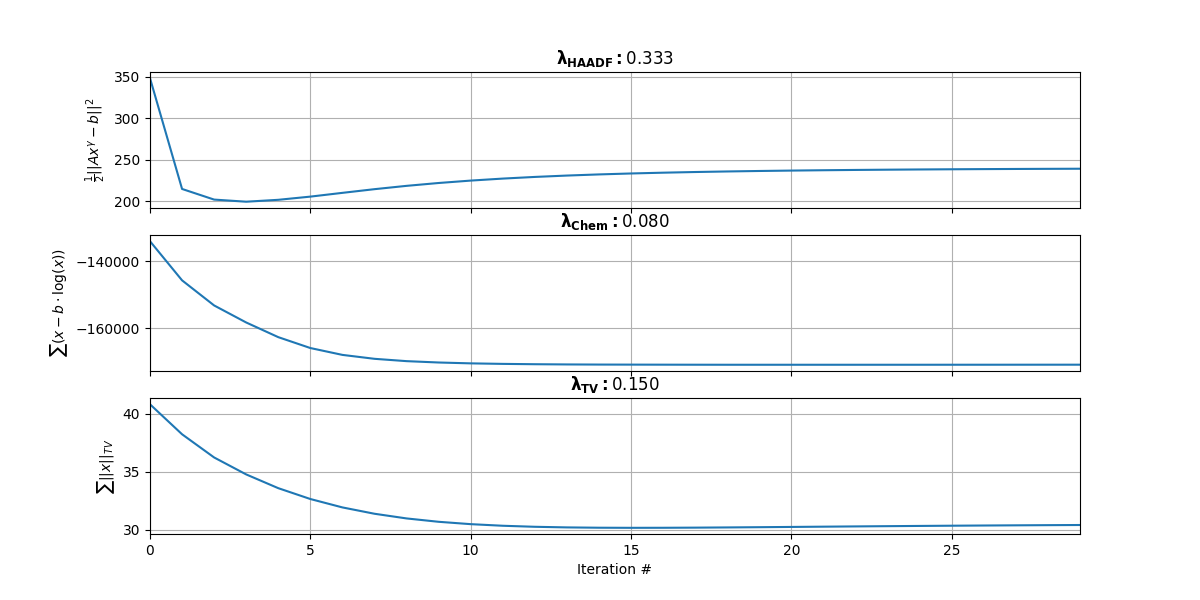 λ_HAADF: 0.333
350
300
250
200
½||Ax^γ − b||²
λ_Chem: 0.080
−140000
−160000
∑(x − b · log(x))
λ_TV: 0.150
40
35
30
∑||x||_TV
0 5 10 15 20 25
Iteration #